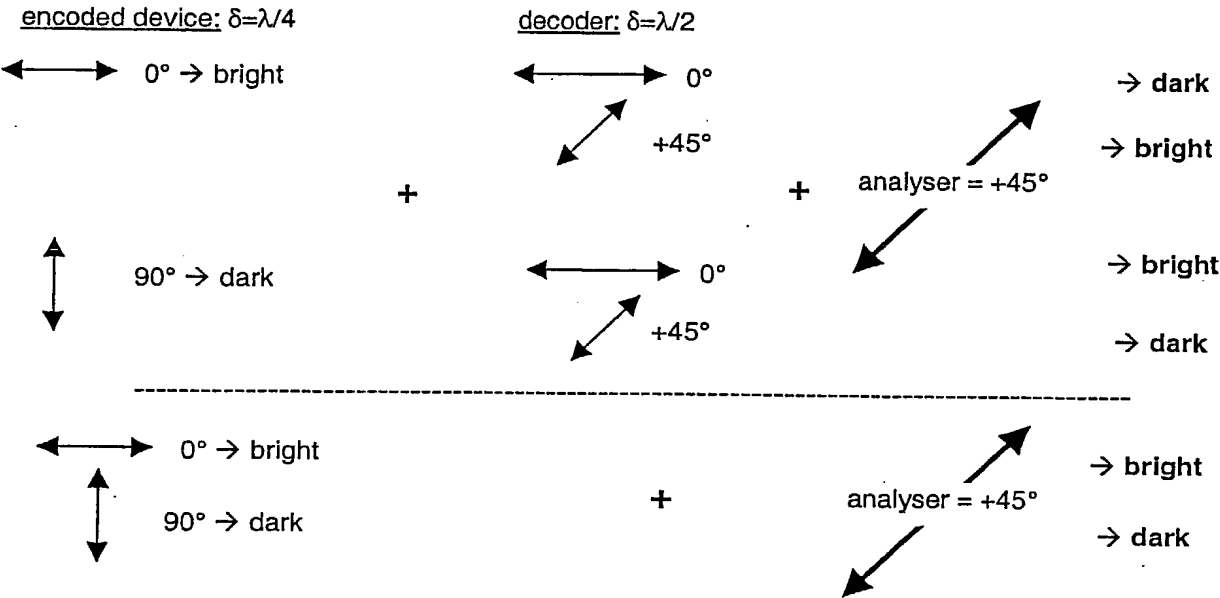 encoded device: δ=λ/4
decoder: δ=λ/2
0° → bright
0°
→ dark
+45°
→ bright
+
+
analyser = +45°
90° → dark
0°
→ bright
+45°
→ dark
0° → bright
→ bright
+
analyser = +45°
90° → dark
→ dark